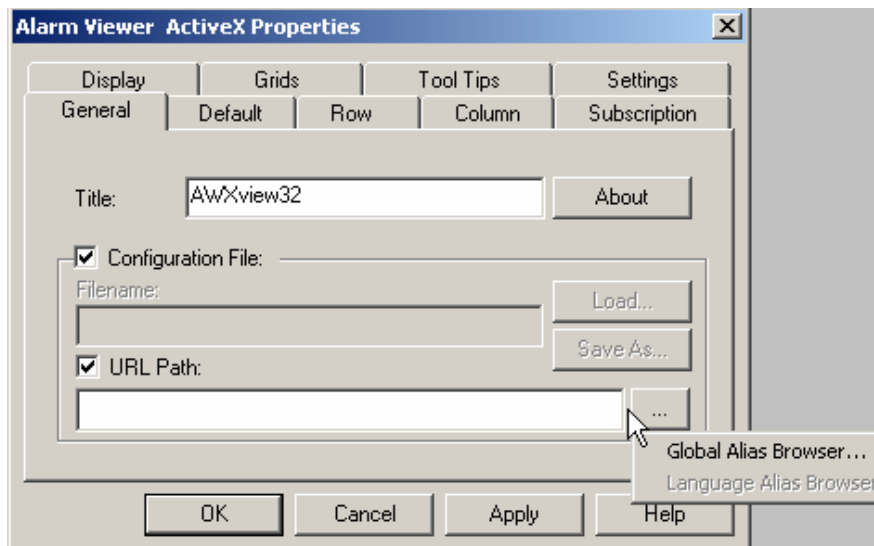 Alarm Viewer ActiveX Properties
Display Grids Tool Tips Settings
General Default Row Column Subscription
Title: AWXview32 About
Configuration File:
Filename:
Load...
Save As...
URL Path:
...
Global Alias Browser...
Language Alias Browser
OK Cancel Apply Help